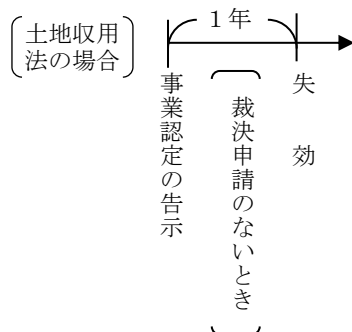 土地収用
法の場合
１年
事業認定の告示
裁決申請のないとき
失効